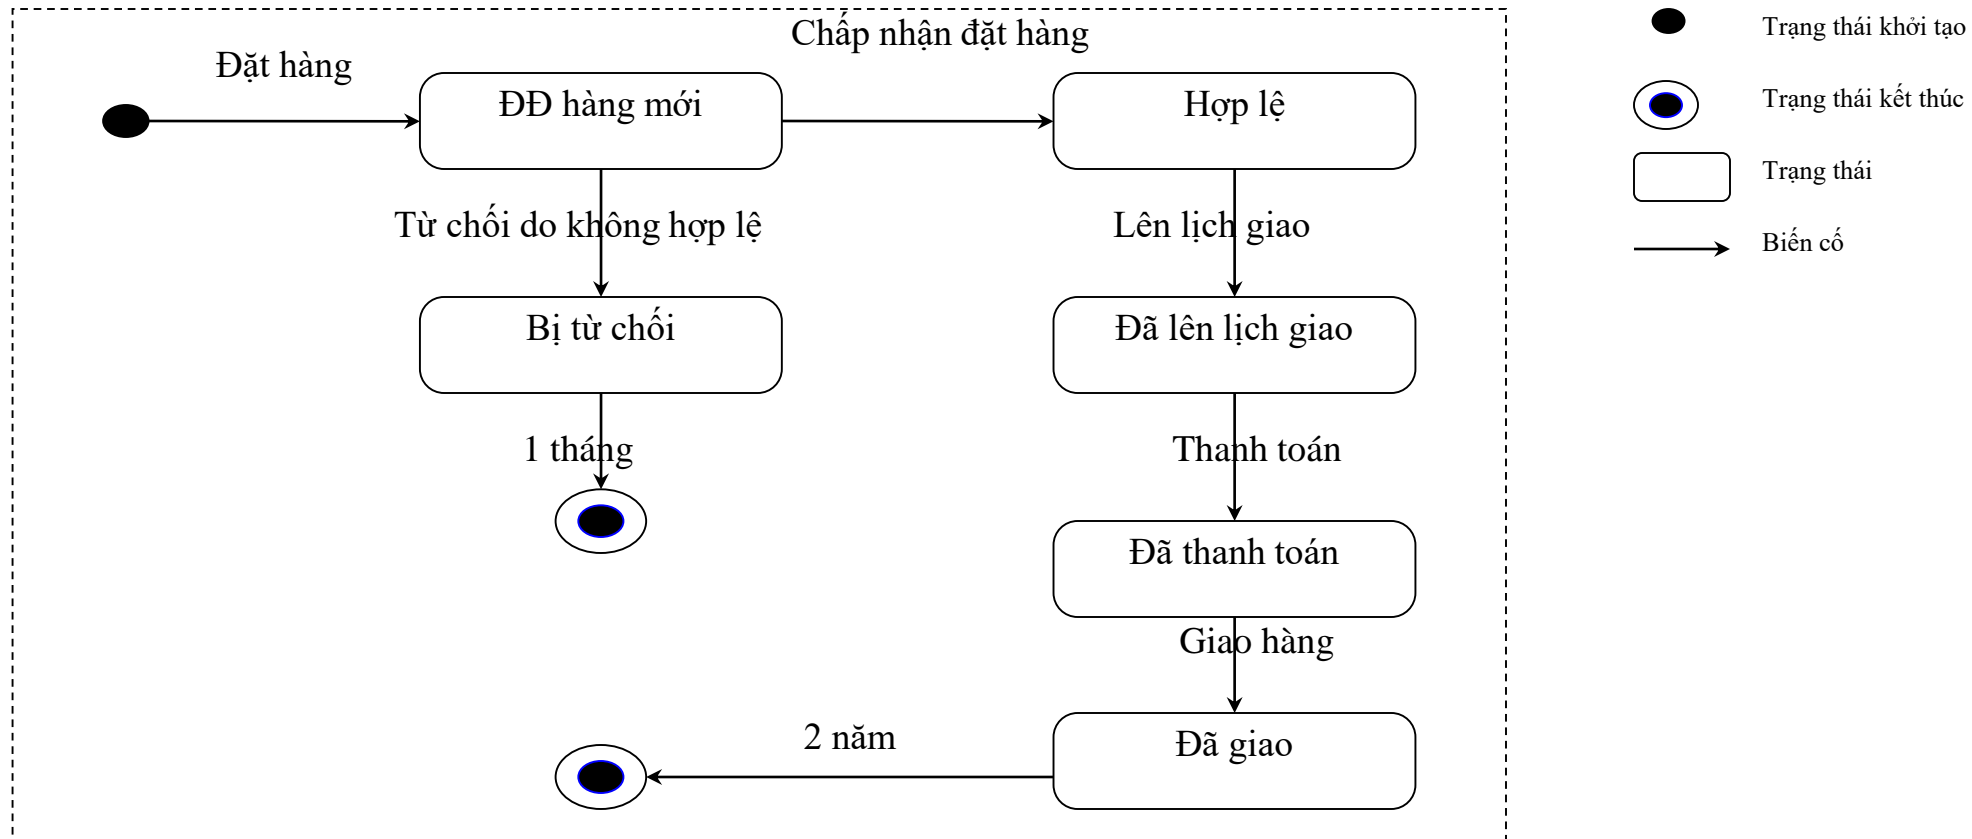 Chấp nhận đặt hàng
Đặt hàng
ĐĐ hàng mới
Hợp lệ
Từ chối do không hợp lệ
Lên lịch giao
Bị từ chối
Đã lên lịch giao
1 tháng
Thanh toán
Đã thanh toán
Giao hàng
2 năm
Đã giao
Trạng thái khởi tạo
Trạng thái kết thúc
Trạng thái
Biến cố